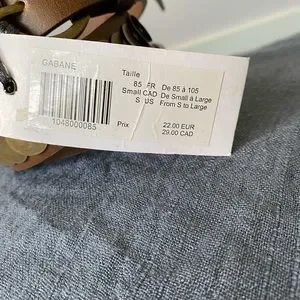 GABANE
Taille
85 FR De 85 à 105
Small CAD De Small à Large
S US From S to Large
1048000085
Prix 22.00 EUR
29.00 CAD